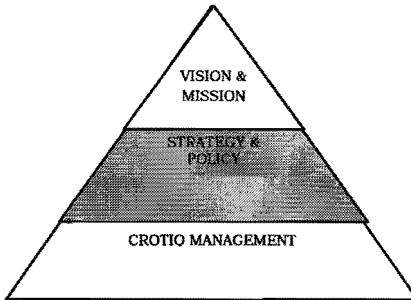 VISION &
MISSION
STRATEGY &
POLICY
CROTIO MANAGEMENT